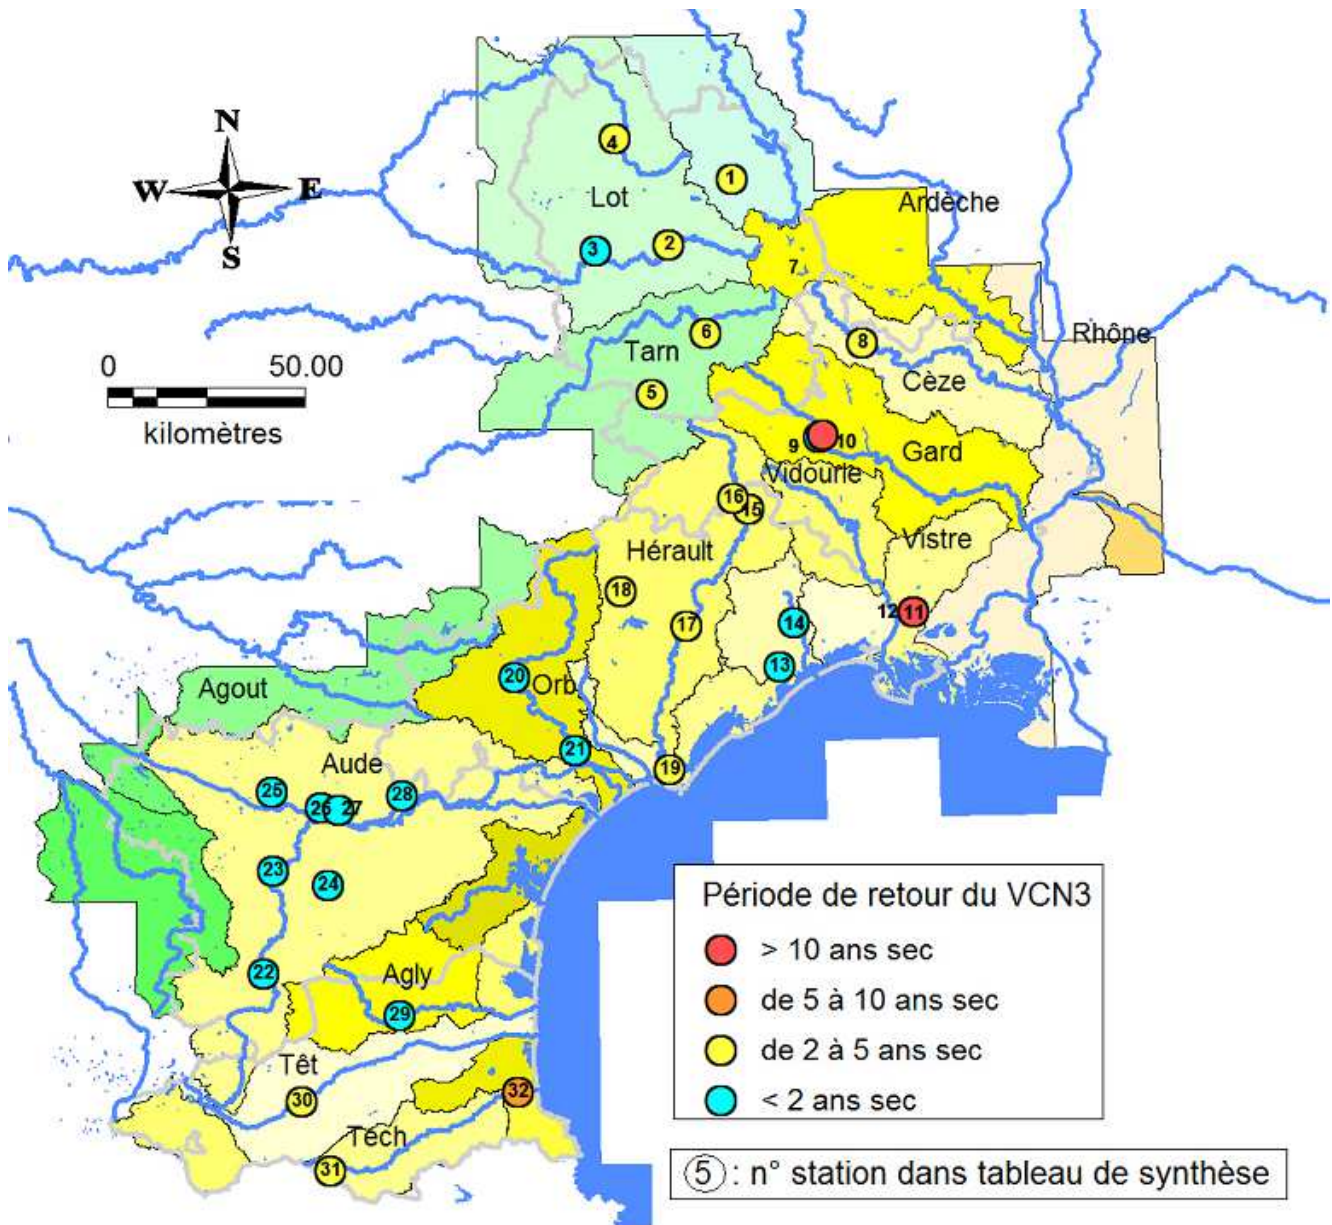 N
W E
S
0 50.00
kilomètres
4
1
Lot
Ardèche
3
2
7
6
Tarn
8
Rhône
Cèze
5
9
10
Gard
Vidourle
16
15
Hérault
Vistre
18
17
14
12
11
13
20
Orb
Agout
21
19
Aude
25
26
27
28
23
24
22
Agly
29
Têt
30
32
Tech
31
Période de retour du VCN3
> 10 ans sec
de 5 à 10 ans sec
de 2 à 5 ans sec
< 2 ans sec
5 : n° station dans tableau de synthèse